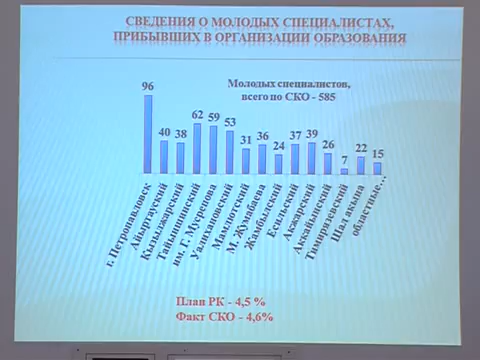 СВЕДЕНИЯ О МОЛОДЫХ СПЕЦИАЛИСТАХ,
ПРИБЫВШИХ В ОРГАНИЗАЦИИ ОБРАЗОВАНИЯ
Молодых специалистов,
всего по СКО - 585
96
40
38
62
59
53
31
36
24
37
39
26
7
22
15
г. Петропавловск
Айыртауский
Кызылжарский
Тайыншинский
им. Г. Мусрепова
Уалихановский
Мамлютский
М. Жумабаева
Жамбылский
Есильский
Акжарский
Аккайынский
Тимирязевский
Шал акына
областные...
План РК - 4,5 %
Факт СКО - 4,6%